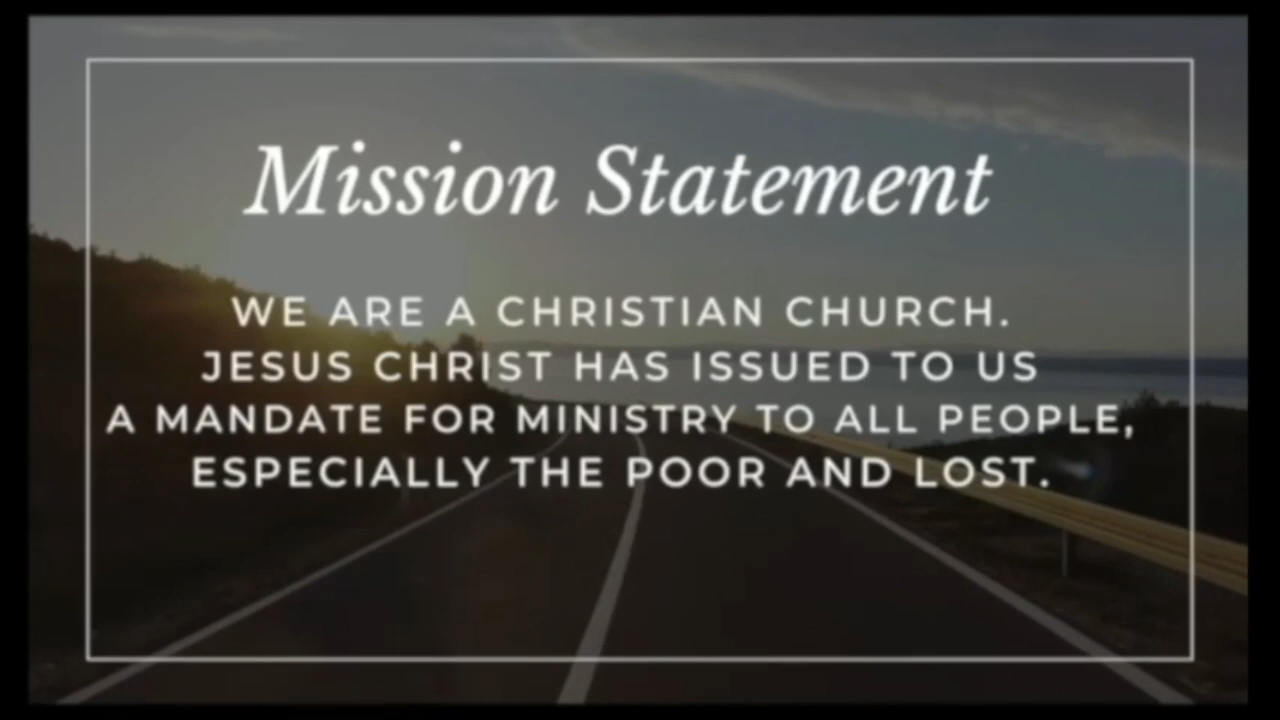 Mission Statement
WE ARE A CHRISTIAN CHURCH.
JESUS CHRIST HAS ISSUED TO US
A MANDATE FOR MINISTRY TO ALL PEOPLE,
ESPECIALLY THE POOR AND LOST.